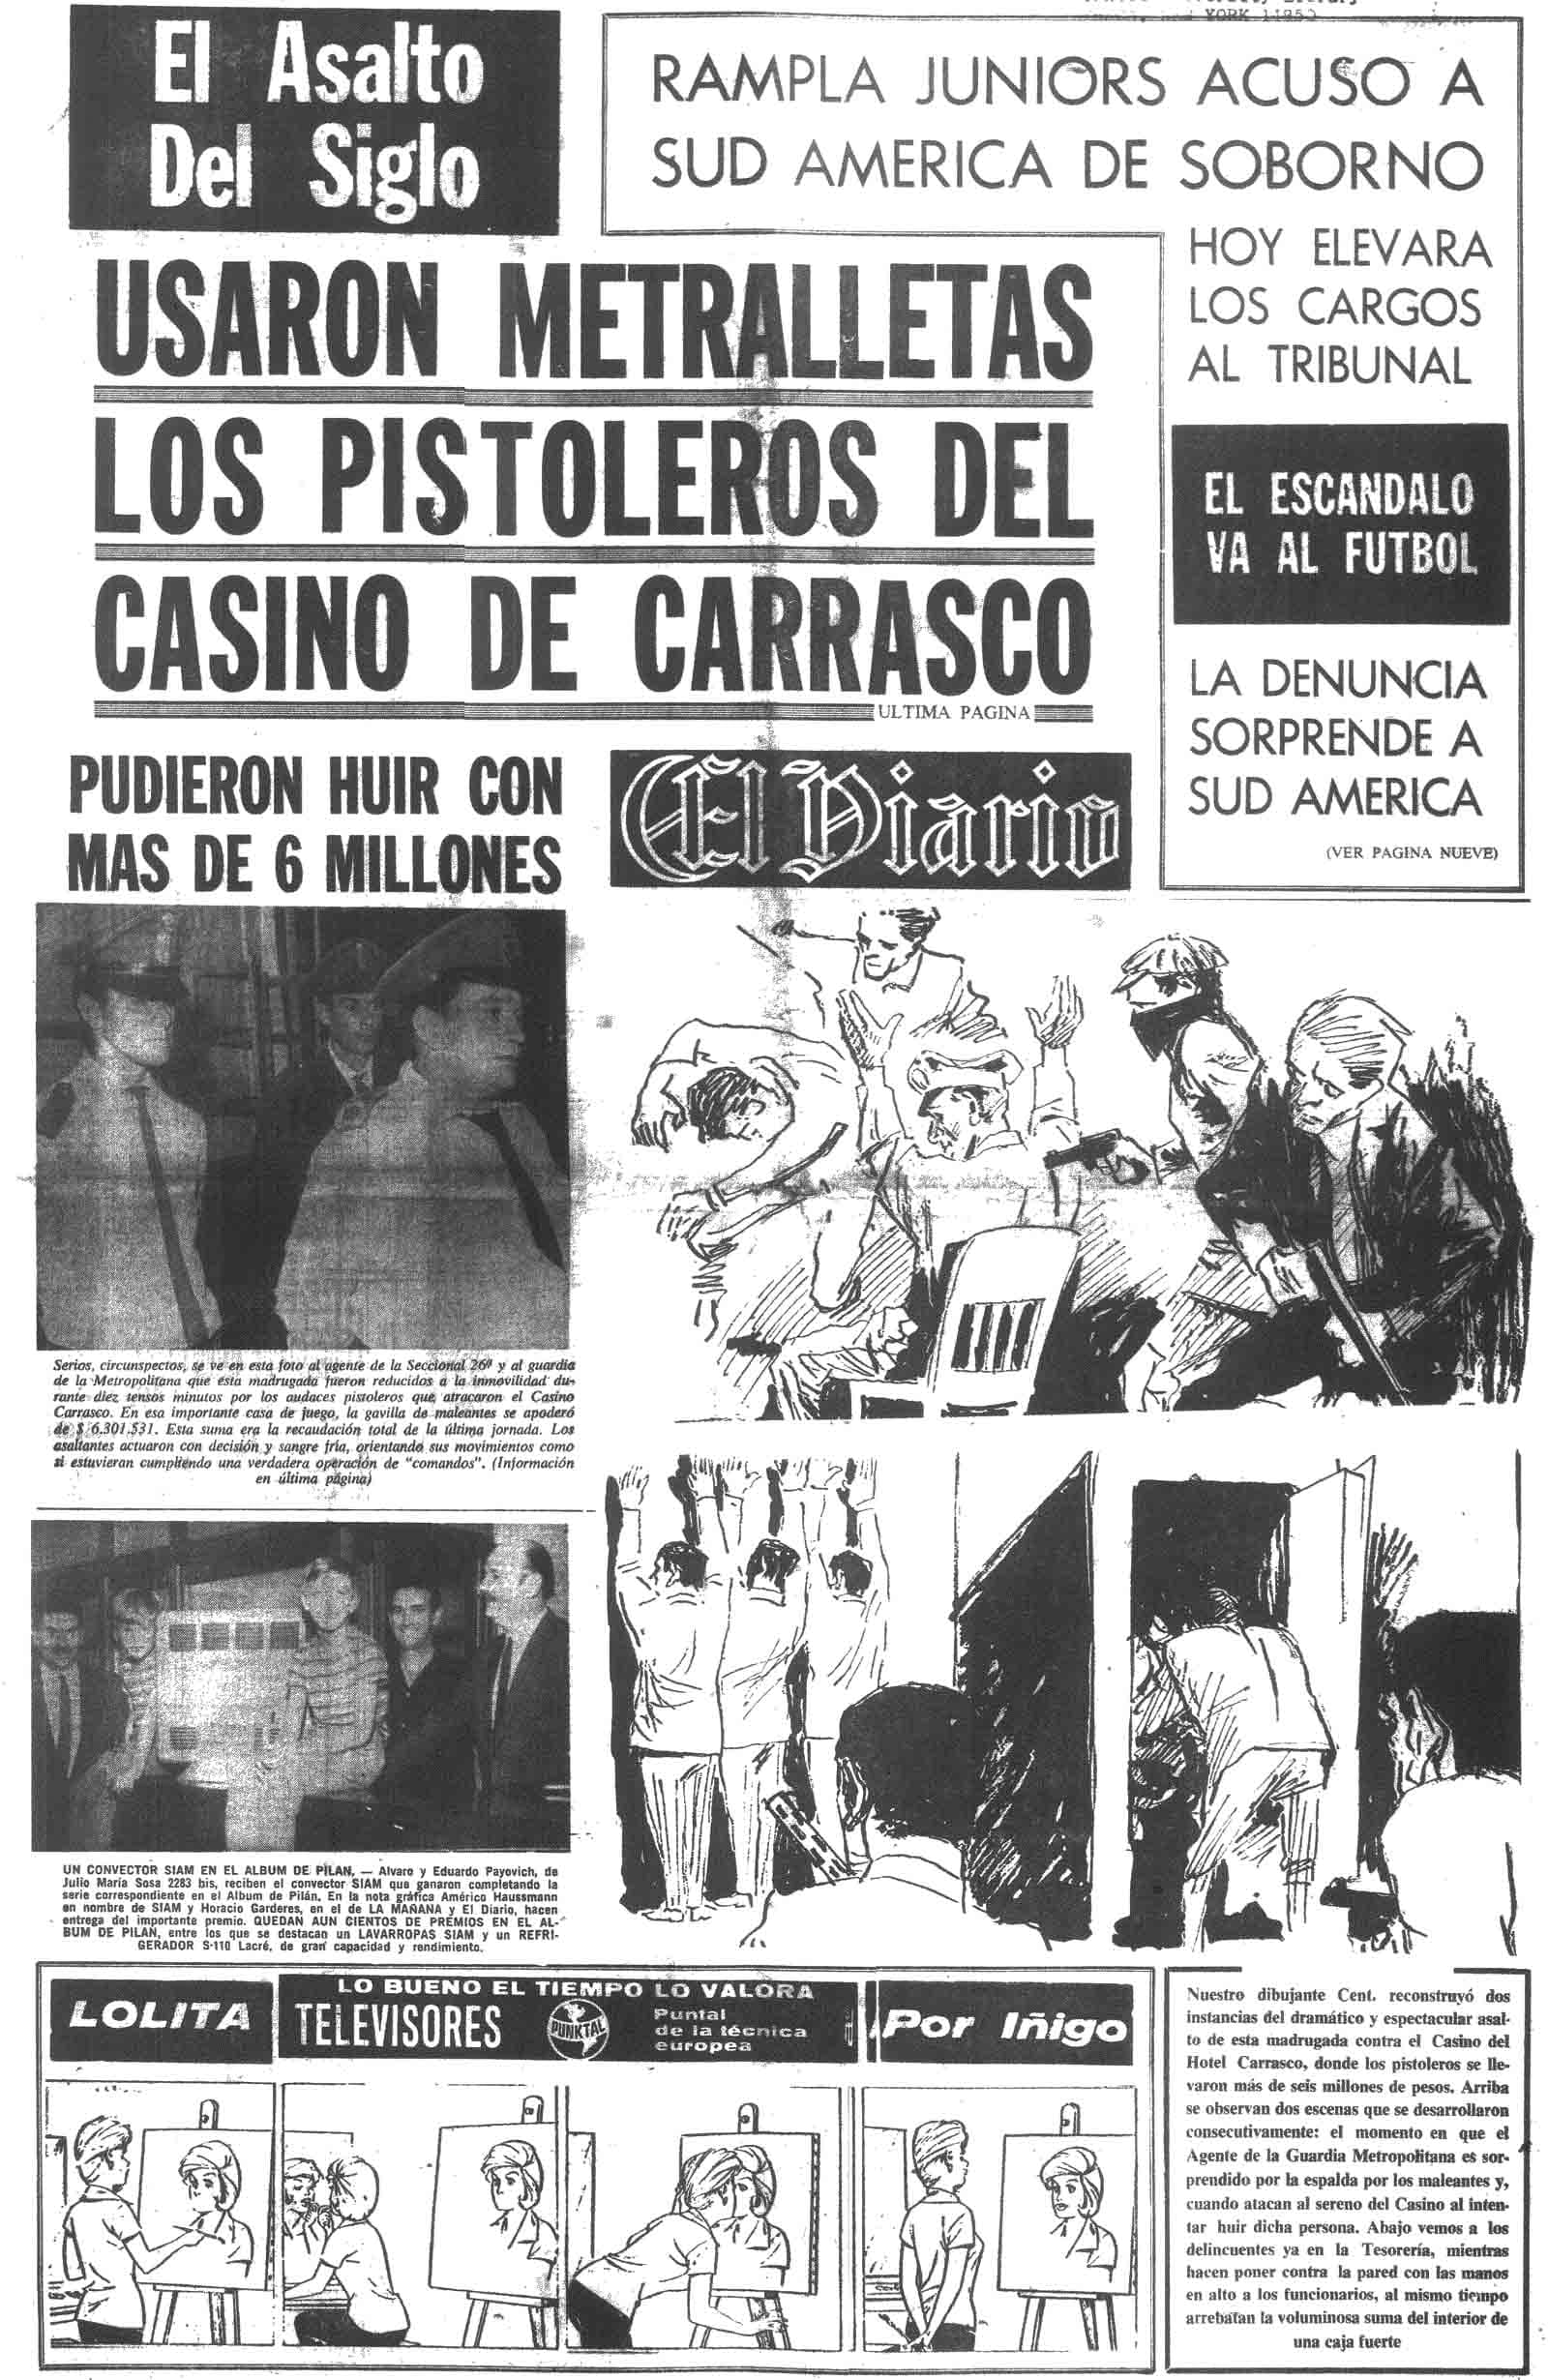 YORK 11950
El Asalto
Del Siglo
RAMPLA JUNIORS ACUSO A
SUD AMERICA DE SOBORNO
HOY ELEVARA
LOS CARGOS
AL TRIBUNAL
EL ESCANDALO
VA AL FUTBOL
LA DENUNCIA
SORPRENDE A
SUD AMERICA
(VER PAGINA NUEVE)
USARON METRALLETAS
LOS PISTOLEROS DEL
CASINO DE CARRASCO
ULTIMA PAGINA
PUDIERON HUIR CON
MAS DE 6 MILLONES
El Diario
Serios, circunspectos, se ve en esta foto al agente de la Seccional 26ª y al guardia
de la Metropolitana que esta madrugada fueron reducidos a la inmovilidad du-
rante diez tensos minutos por los audaces pistoleros que atracaron el Casino
Carrasco. En esa importante casa de juego, la gavilla de maleantes se apoderó
de $ 6.301.531. Esta suma era la recaudación total de la última jornada. Los
asaltantes actuaron con decisión y sangre fría, orientando sus movimientos como
si estuvieran cumpliendo una verdadera operación de "comandos". (Información
en última página)
UN CONVECTOR SIAM EN EL ALBUM DE PILAN, — Alvaro y Eduardo Payovich, de
Julio María Sosa 2283 bis, reciben el convector SIAM que ganaron completando la
serie correspondiente en el Album de Pilán. En la nota gráfica Américo Haussmann
en nombre de SIAM y Horacio Garderes, en el de LA MAÑANA y El Diario, hacen
entrega del importante premio. QUEDAN AUN CIENTOS DE PREMIOS EN EL AL-
BUM DE PILAN, entre los que se destacan un LAVARROPAS SIAM y un REFRI-
GERADOR S-110 Lacré, de gran capacidad y rendimiento.
LOLITA
LO BUENO EL TIEMPO LO VALORA
TELEVISORES
PUNKTAL
Puntal
de la técnica
europea
Por Iñigo
Nuestro dibujante Cent. reconstruyó dos
instancias del dramático y espectacular asal-
to de esta madrugada contra el Casino del
Hotel Carrasco, donde los pistoleros se lle-
varon más de seis millones de pesos. Arriba
se observan dos escenas que se desarrollaron
consecutivamente: el momento en que el
Agente de la Guardia Metropolitana es sor-
prendido por la espalda por los maleantes y,
cuando atacan al sereno del Casino al inten-
tar huir dicha persona. Abajo vemos a los
delincuentes ya en la Tesorería, mientras
hacen poner contra la pared con las manos
en alto a los funcionarios, al mismo tiempo
arrebatan la voluminosa suma del interior de
una caja fuerte